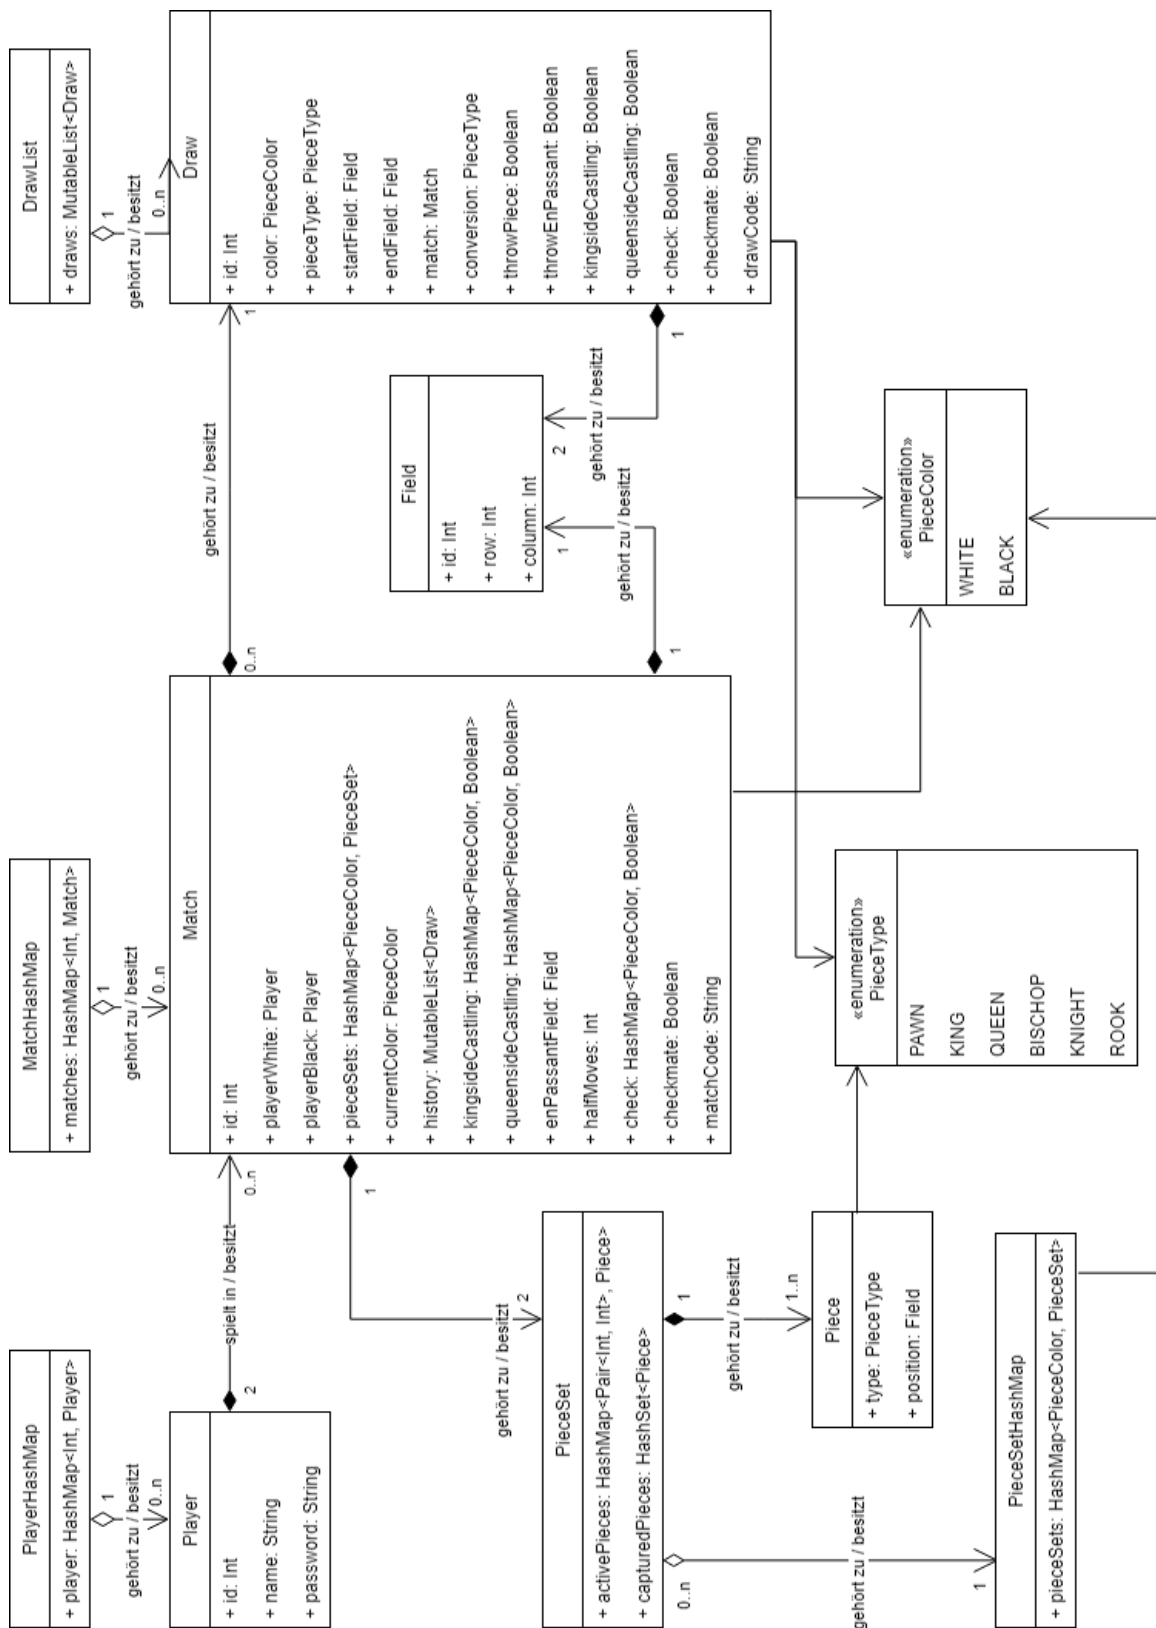 PlayerHashMap
+ player: HashMap<Int, Player>
1
gehört zu / besitzt
0..n
Player
+ id: Int
+ name: String
+ password: String
2
spielt in / besitzt
0..n
MatchHashMap
+ matches: HashMap<Int, Match>
1
gehört zu / besitzt
0..n
Match
+ id: Int
+ playerWhite: Player
+ playerBlack: Player
+ pieceSets: HashMap<PieceColor, PieceSet>
+ currentColor: PieceColor
+ history: MutableList<Draw>
+ kingsideCastling: HashMap<PieceColor, Boolean>
+ queensideCastling: HashMap<PieceColor, Boolean>
+ enPassantField: Field
+ halfMoves: Int
+ check: HashMap<PieceColor, Boolean>
+ checkmate: Boolean
+ matchCode: String
0..n
gehört zu / besitzt
1
DrawList
+ draws: MutableList<Draw>
1
gehört zu / besitzt
0..n
Draw
+ id: Int
+ color: PieceColor
+ pieceType: PieceType
+ startField: Field
+ endField: Field
+ match: Match
+ conversion: PieceType
+ throwPiece: Boolean
+ throwEnPassant: Boolean
+ kingsideCastling: Boolean
+ queensideCastling: Boolean
+ check: Boolean
+ checkmate: Boolean
+ drawCode: String
Field
+ id: Int
+ row: Int
+ column: Int
2
gehört zu / besitzt
1
1
gehört zu / besitzt
1
1
gehört zu / besitzt
2
PieceSet
+ activePieces: HashMap<Pair<Int, Int>, Piece>
+ capturedPieces: HashSet<Piece>
1
gehört zu / besitzt
1..n
0..n
gehört zu / besitzt
1
Piece
+ type: PieceType
+ position: Field
«enumeration»
PieceType
PAWN
KING
QUEEN
BISCHOP
KNIGHT
ROOK
«enumeration»
PieceColor
WHITE
BLACK
PieceSetHashMap
+ pieceSets: HashMap<PieceColor, PieceSet>